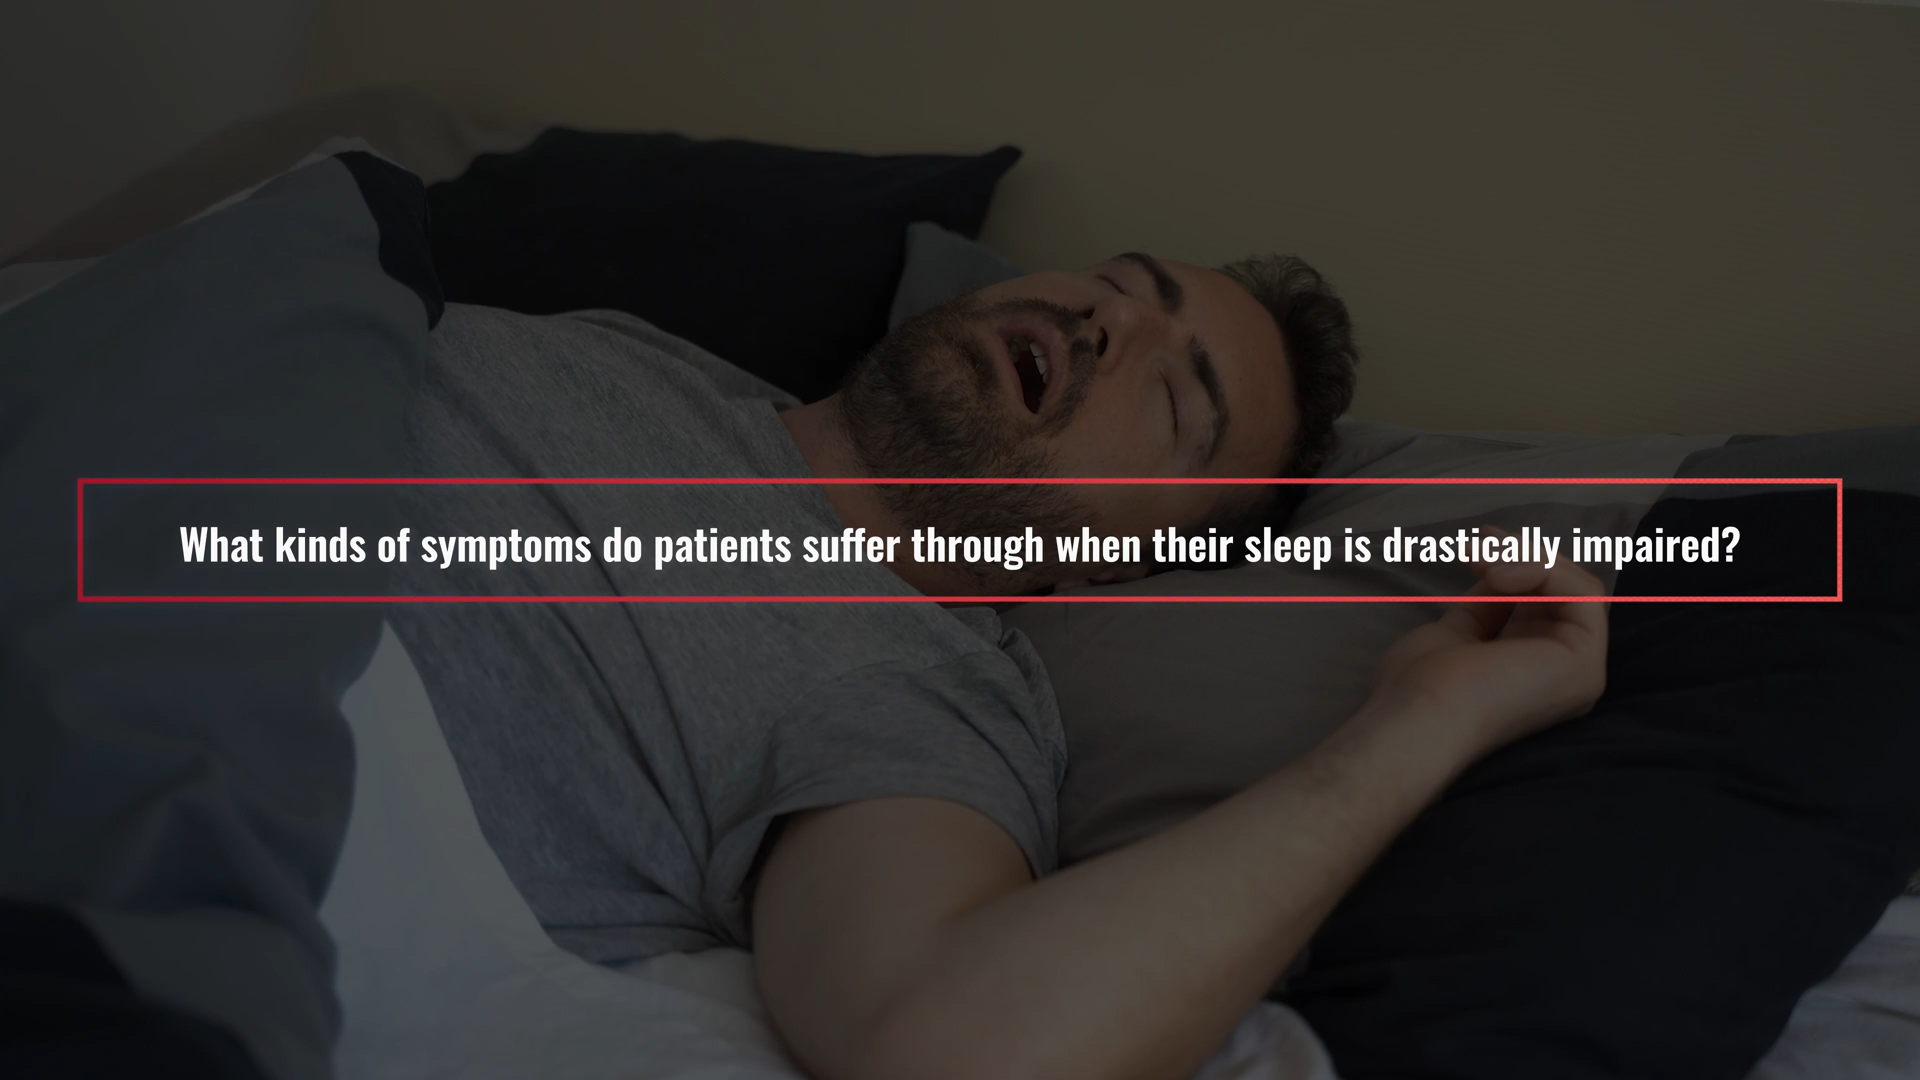 What kinds of symptoms do patients suffer through when their sleep is drastically impaired?